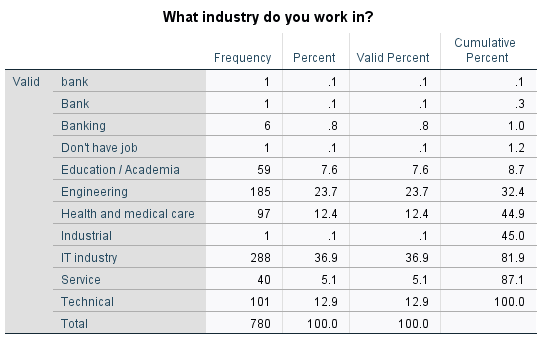 What industry do you work in?
Frequency Percent Valid Percent Cumulative Percent
Valid bank 1 .1 .1 .1
Bank 1 .1 .1 .3
Banking 6 .8 .8 1.0
Don't have job 1 .1 .1 1.2
Education / Academia 59 7.6 7.6 8.7
Engineering 185 23.7 23.7 32.4
Health and medical care 97 12.4 12.4 44.9
Industrial 1 .1 .1 45.0
IT industry 288 36.9 36.9 81.9
Service 40 5.1 5.1 87.1
Technical 101 12.9 12.9 100.0
Total 780 100.0 100.0